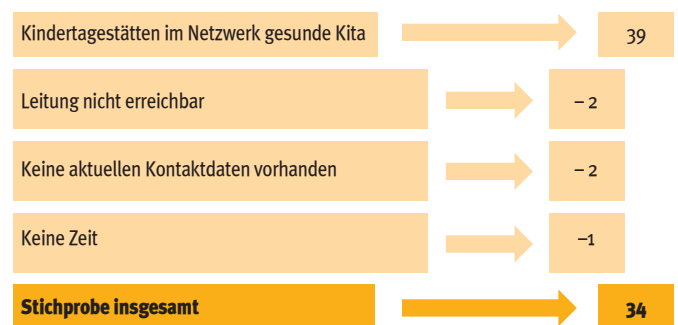 Kindertagestätten im Netzwerk gesunde Kita 39
Leitung nicht erreichbar – 2
Keine aktuellen Kontaktdaten vorhanden – 2
Keine Zeit –1
Stichprobe insgesamt 34